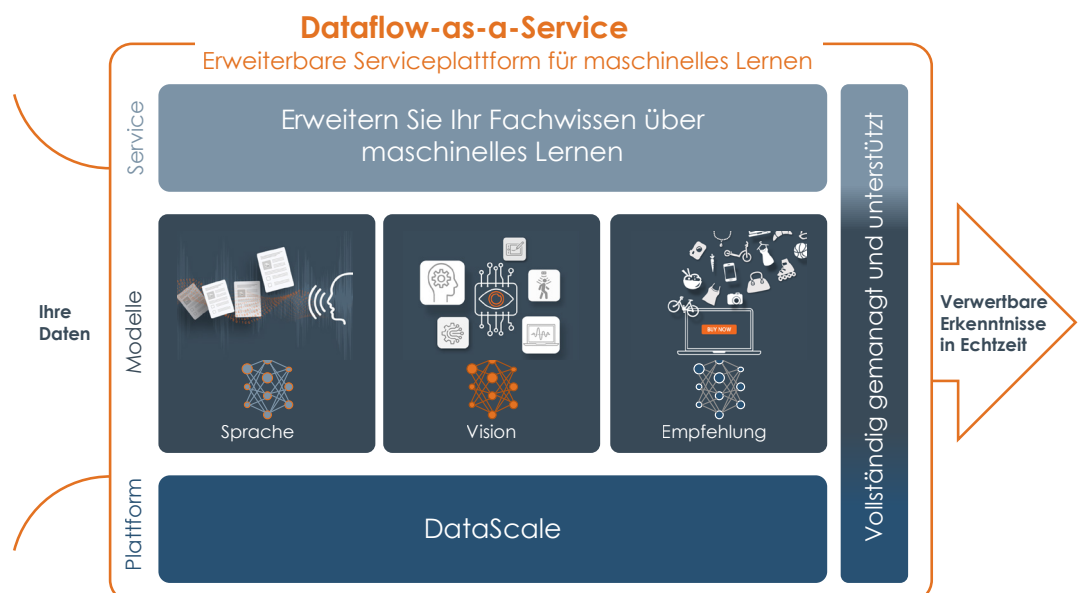 Dataflow-as-a-Service
Erweiterbare Serviceplattform für maschinelles Lernen
Service
Erweitern Sie Ihr Fachwissen über
maschinelles Lernen
Vollständig gemanagt und unterstützt
Ihre
Daten
Modelle
Sprache
Vision
BUY NOW
Empfehlung
Verwertbare
Erkenntnisse
in Echtzeit
Plattform
DataScale